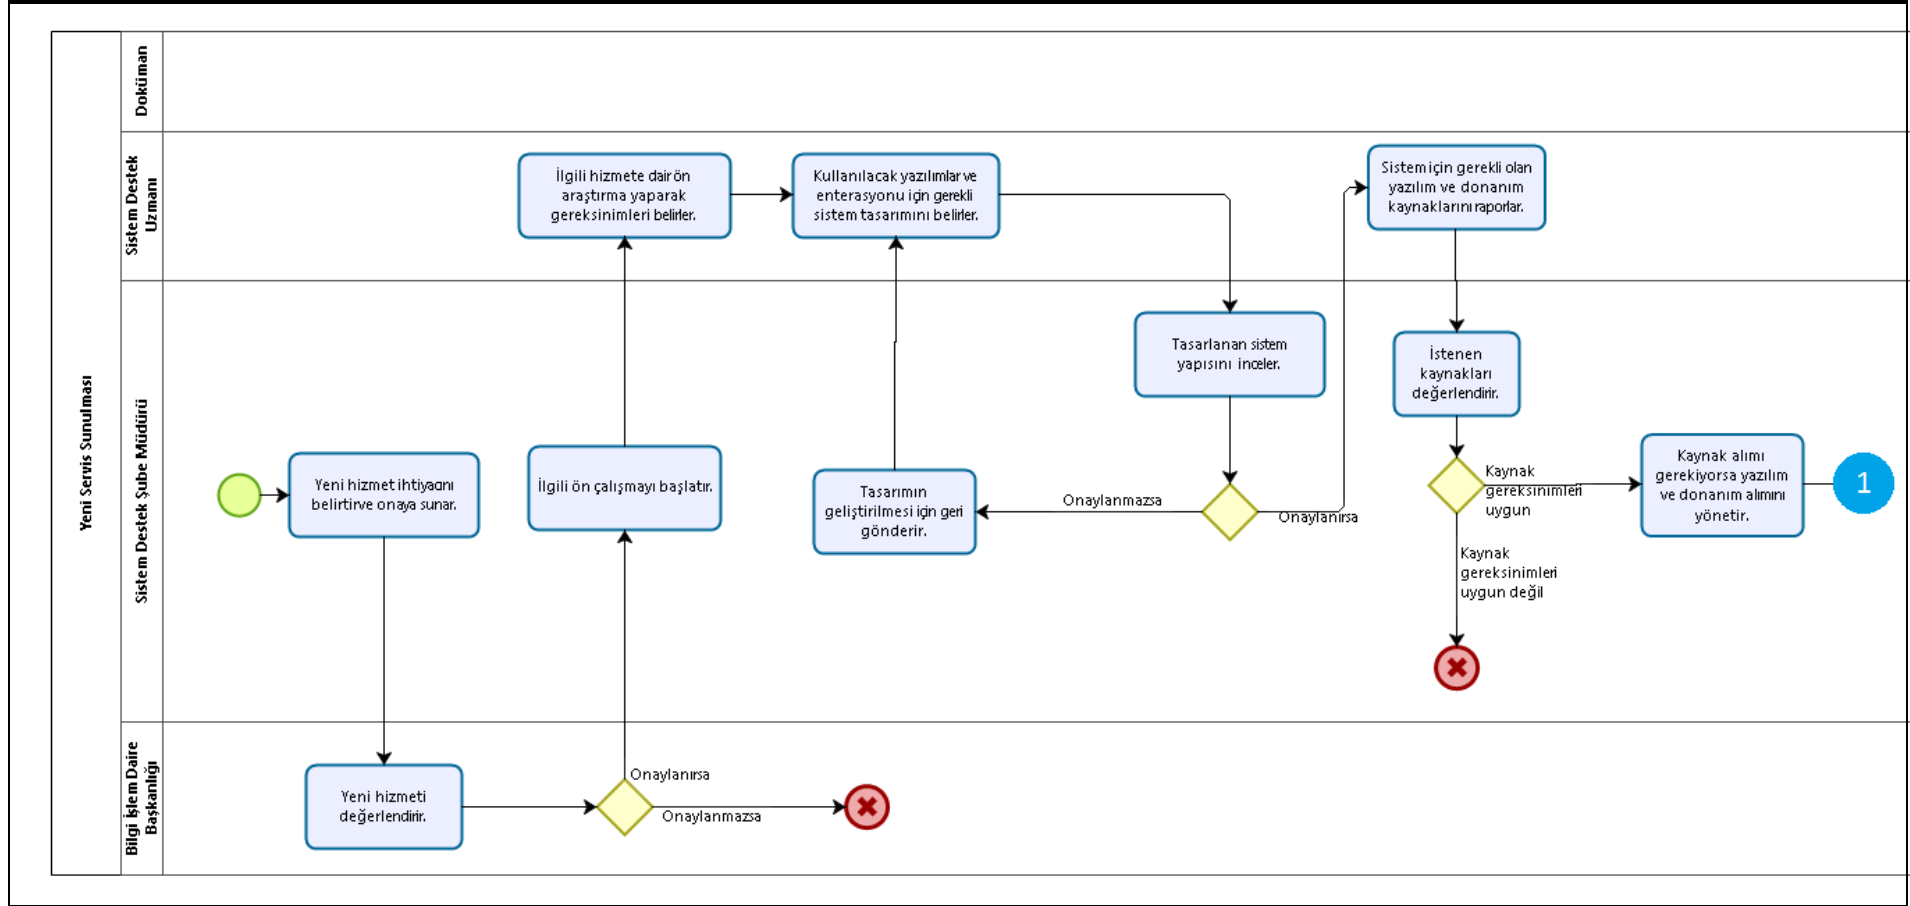 Yeni Servis Sunulması
Doküman
Sistem Destek
Uzmanı
İlgili hizmete dair ön
araştırma yaparak
gereksinimleri belirler.
Kullanılacak yazılımlar ve
enterasyonu için gerekli
sistem tasarımını belirler.
Sistem için gerekli olan
yazılım ve donanım
kaynaklarını raporlar.
Sistem Destek Şube Müdürü
Yeni hizmet ihtiyacını
belirtir ve onaya sunar.
İlgili ön çalışmayı başlatır.
Tasarımın
geliştirilmesi için geri
gönderir.
Onaylanmazsa
Tasarlanan sistem
yapısını inceler.
Onaylanırsa
İstenen
kaynakları
değerlendirir.
Kaynak
gereksinimleri
uygun
Kaynak alımı
gerekiyorsa yazılım
ve donanım alımını
yönetir.
1
Kaynak
gereksinimleri
uygun değil
Bilgi İşlem Daire
Başkanlığı
Yeni hizmeti
değerlendirir.
Onaylanırsa
Onaylanmazsa